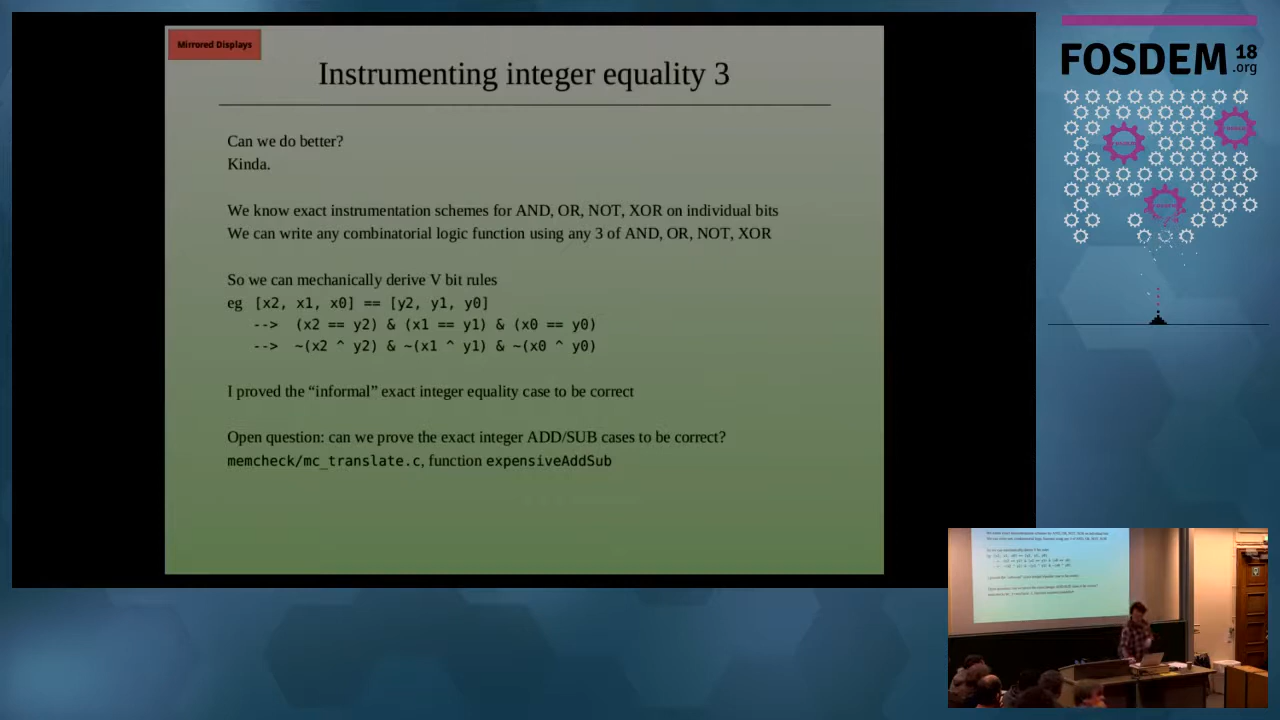 Mirrored Displays
Instrumenting integer equality 3
Can we do better?
Kinda.
We know exact instrumentation schemes for AND, OR, NOT, XOR on individual bits
We can write any combinatorial logic function using any 3 of AND, OR, NOT, XOR
So we can mechanically derive V bit rules
eg [x2, x1, x0] == [y2, y1, y0]
--> (x2 == y2) & (x1 == y1) & (x0 == y0)
--> ~(x2 ^ y2) & ~(x1 ^ y1) & ~(x0 ^ y0)
I proved the “informal” exact integer equality case to be correct
Open question: can we prove the exact integer ADD/SUB cases to be correct?
memcheck/mc_translate.c, function expensiveAddSub
FOSDEM 18
.org